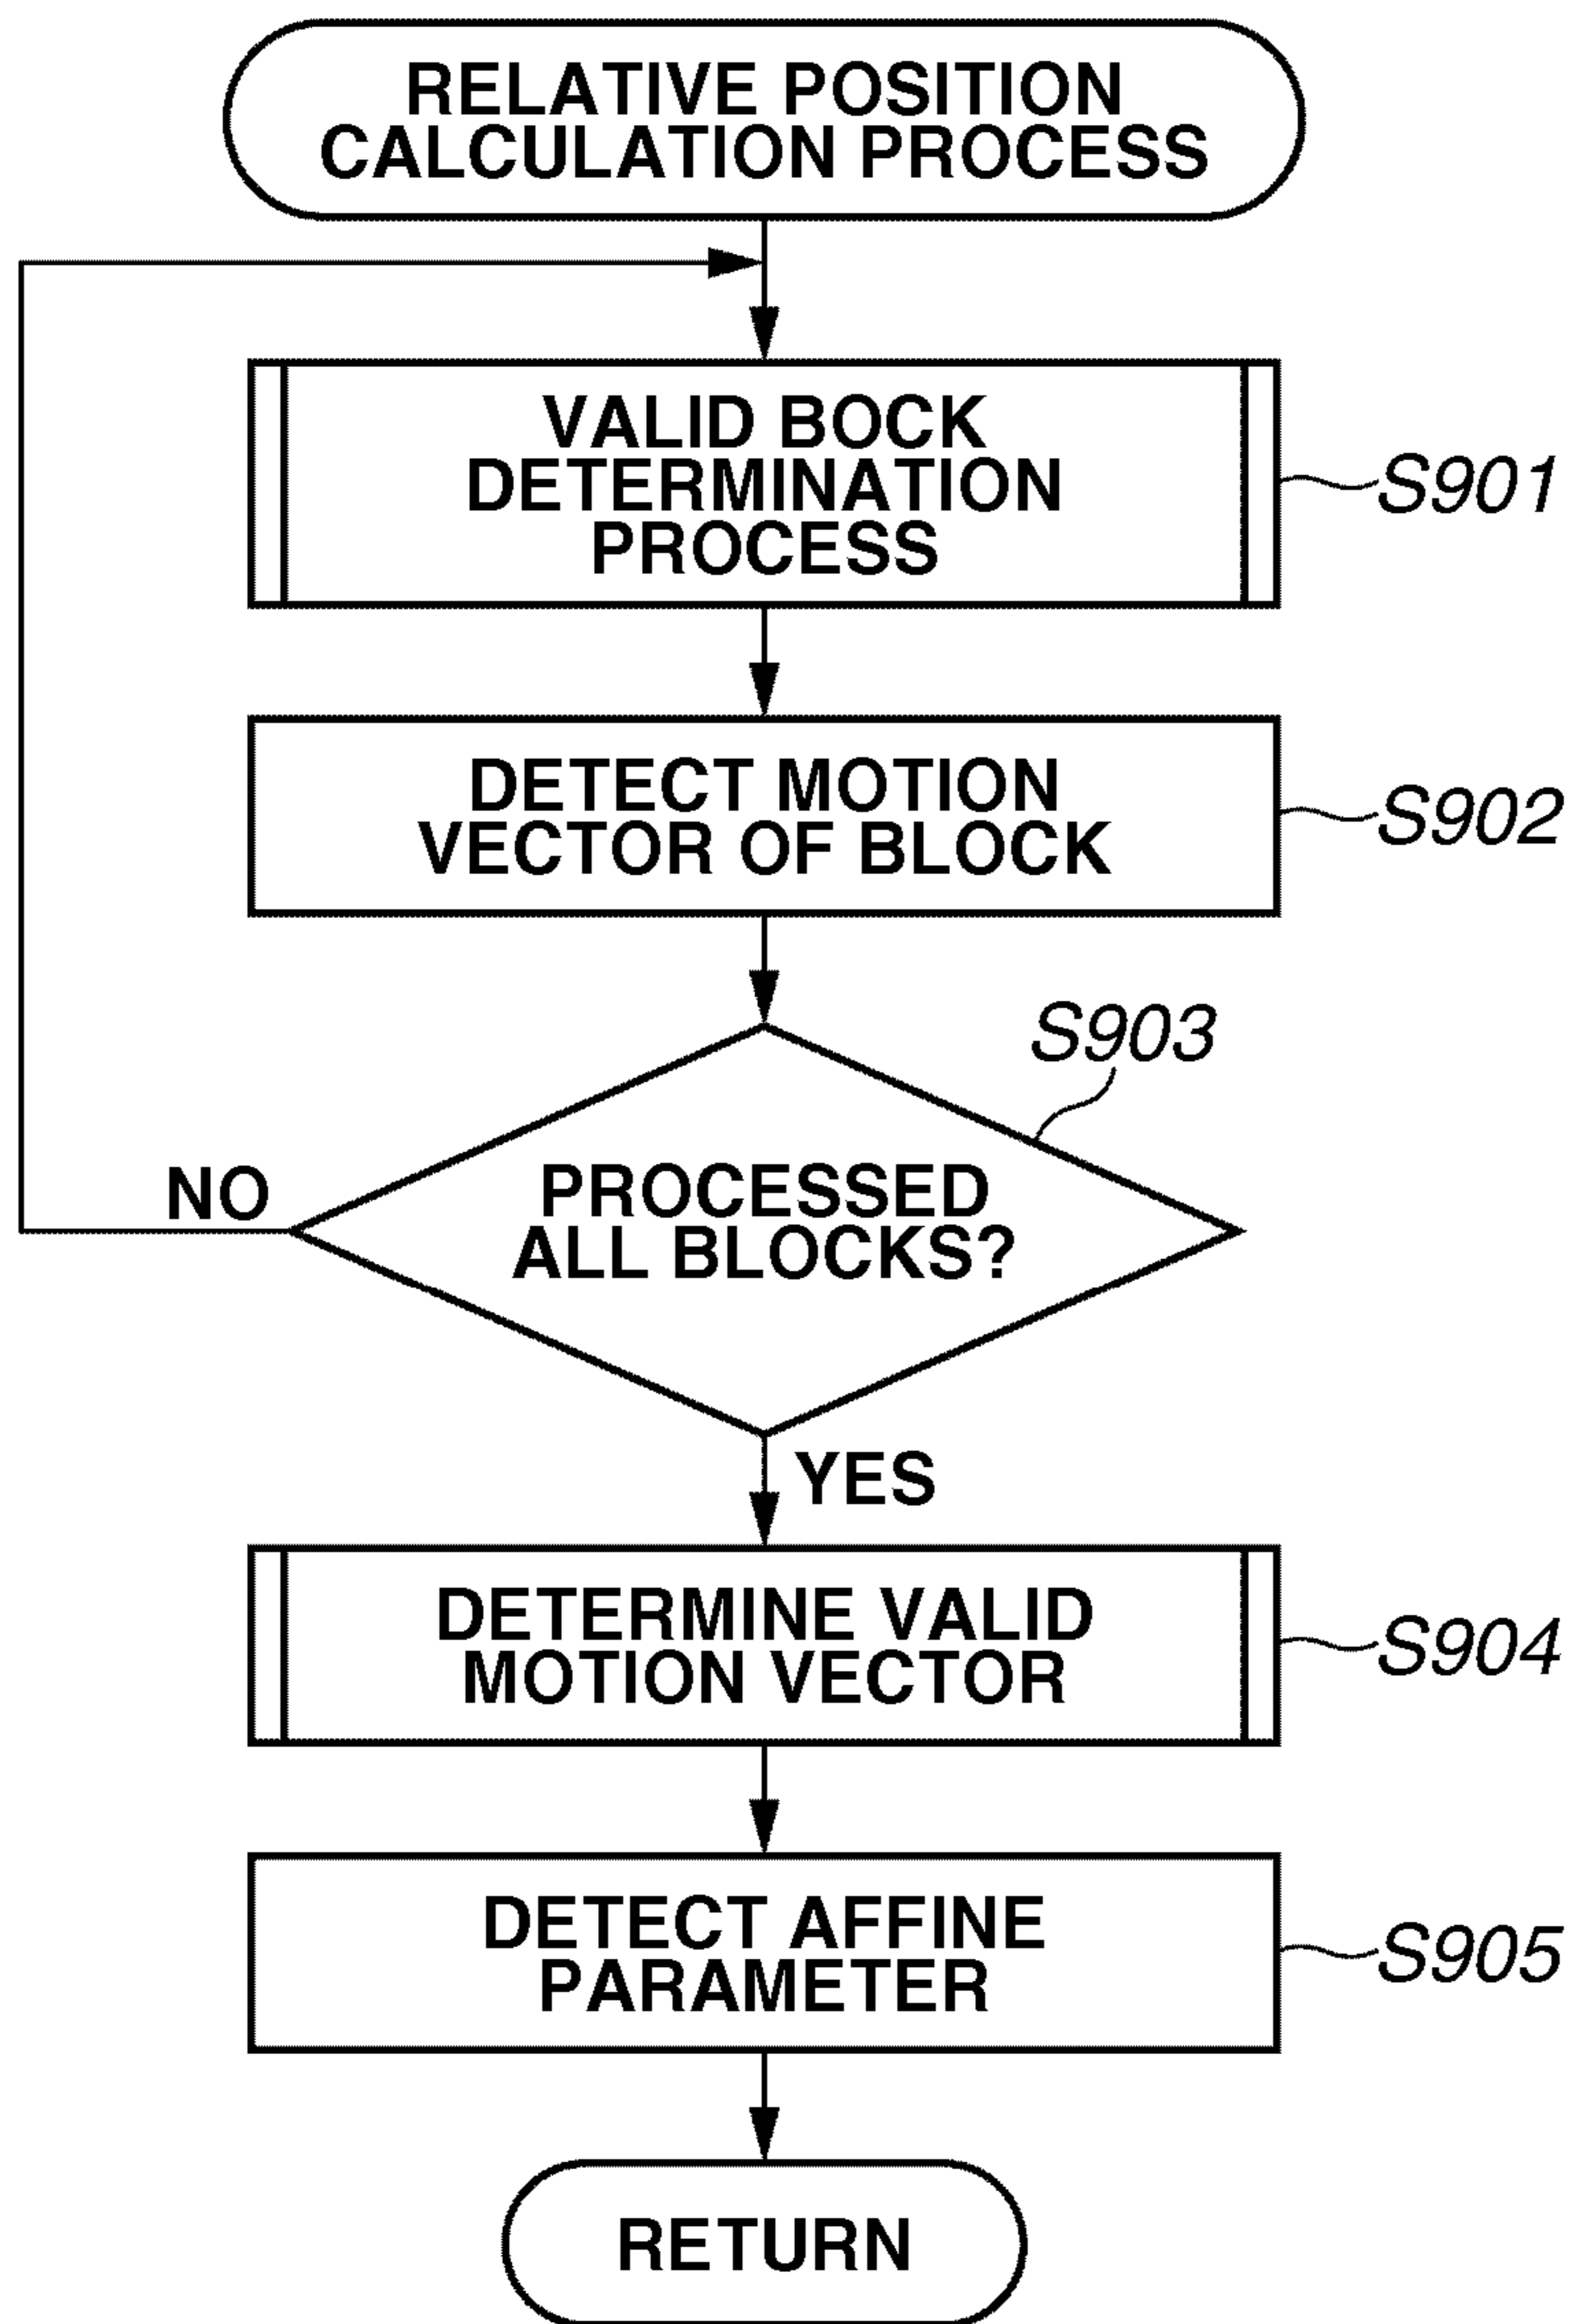 RELATIVE POSITION
CALCULATION PROCESS
VALID BOCK
DETERMINATION
PROCESS
S901
DETECT MOTION
VECTOR OF BLOCK
S902
S903
PROCESSED
ALL BLOCKS?
NO
YES
DETERMINE VALID
MOTION VECTOR
S904
DETECT AFFINE
PARAMETER
S905
RETURN